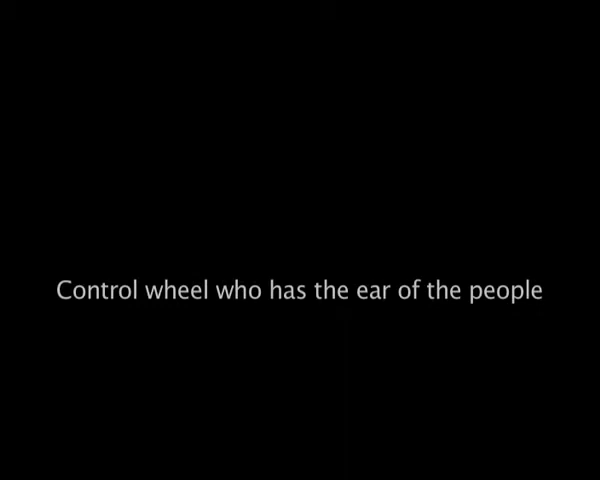 Control wheel who has the ear of the people